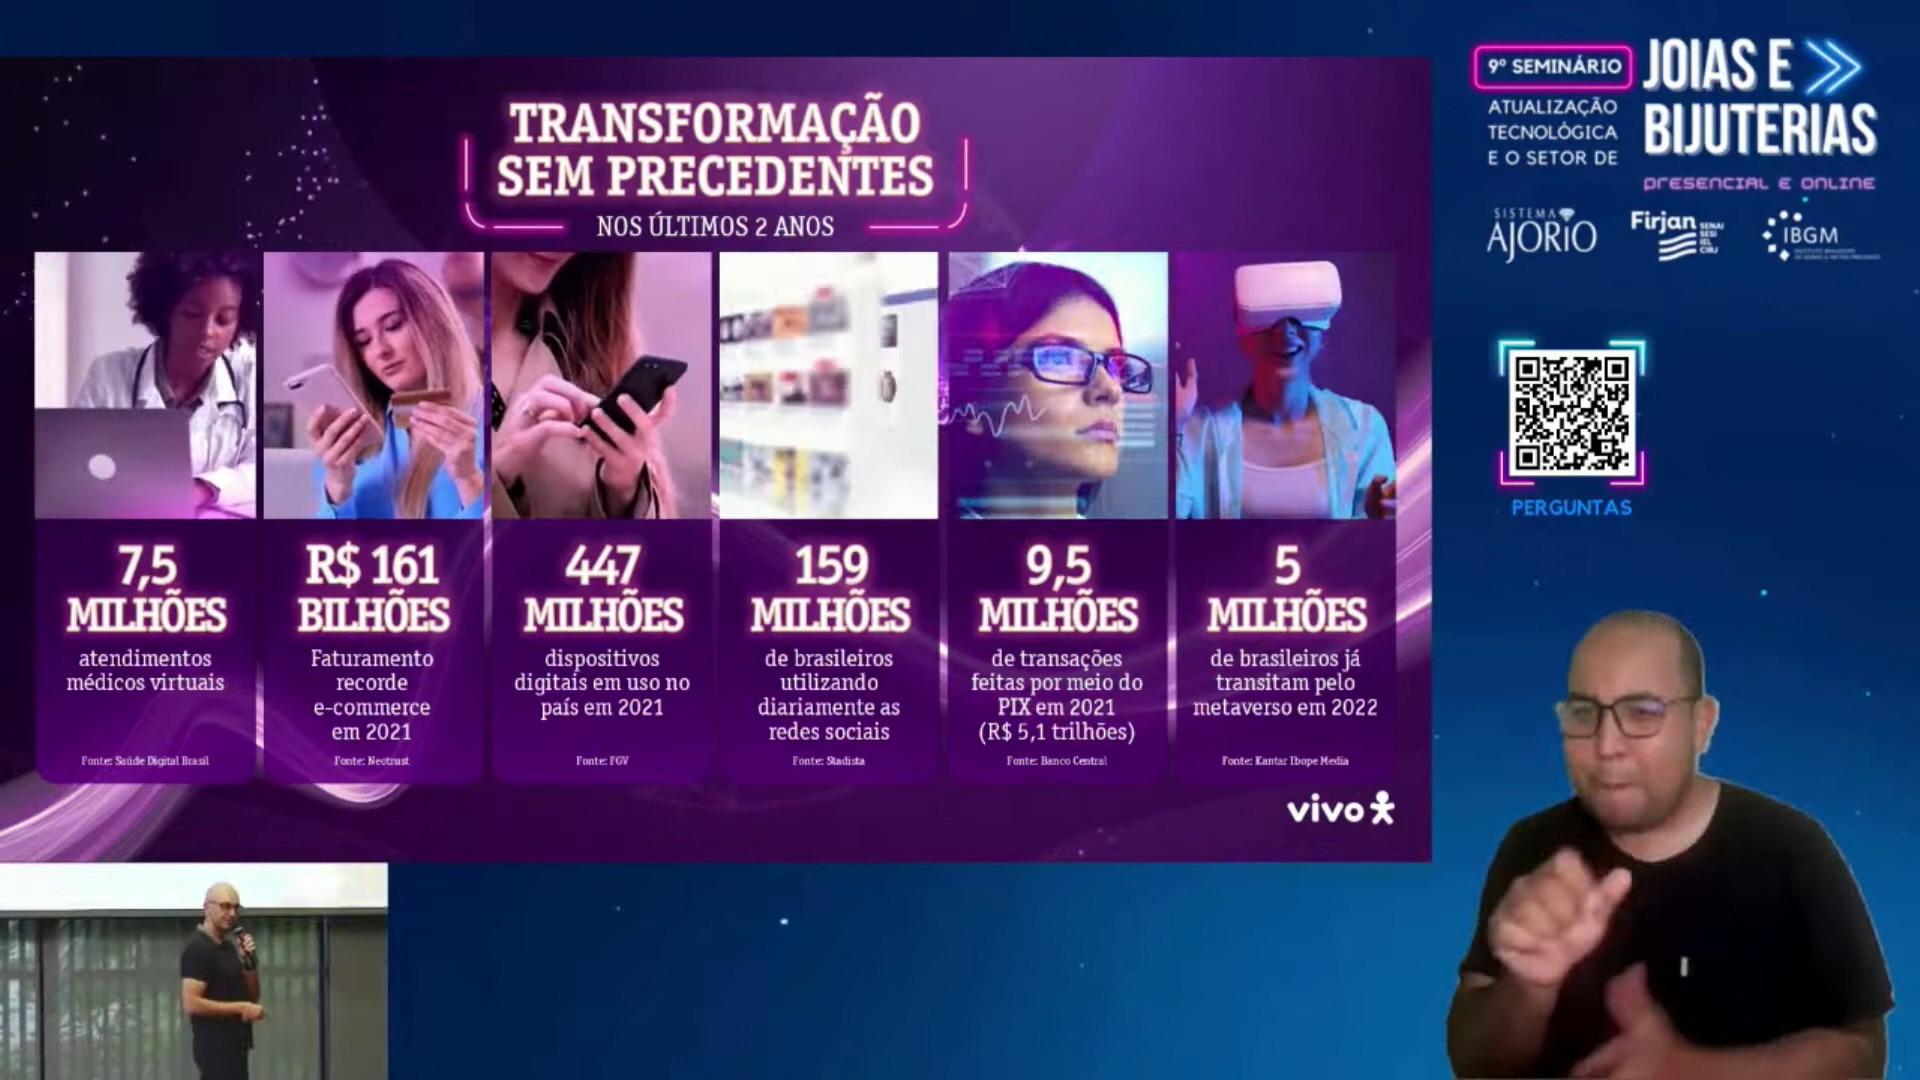 TRANSFORMAÇÃO
SEM PRECEDENTES
NOS ÚLTIMOS 2 ANOS
7,5
MILHÕES
atendimentos
médicos virtuais
Fonte: Saúde Digital Brasil
R$ 161
BILHÕES
Faturamento
recorde
e-commerce
em 2021
Fonte: Neotrust
447
MILHÕES
dispositivos
digitais em uso no
país em 2021
Fonte: FGV
159
MILHÕES
de brasileiros
utilizando
diariamente as
redes sociais
Fonte: Stadista
9,5
MILHÕES
de transações
feitas por meio do
PIX em 2021
(R$ 5,1 trilhões)
Fonte: Banco Central
5
MILHÕES
de brasileiros já
transitam pelo
metaverso em 2022
Fonte: Kantar Ibope Media
vivo
9º SEMINÁRIO
ATUALIZAÇÃO
TECNOLÓGICA
E O SETOR DE
JOIAS E
BIJUTERIAS
PRESENCIAL E ONLINE
SISTEMA
AJORIO
Firjan
SENAI
SESI
IEL
CIRJ
IBGM
PERGUNTAS